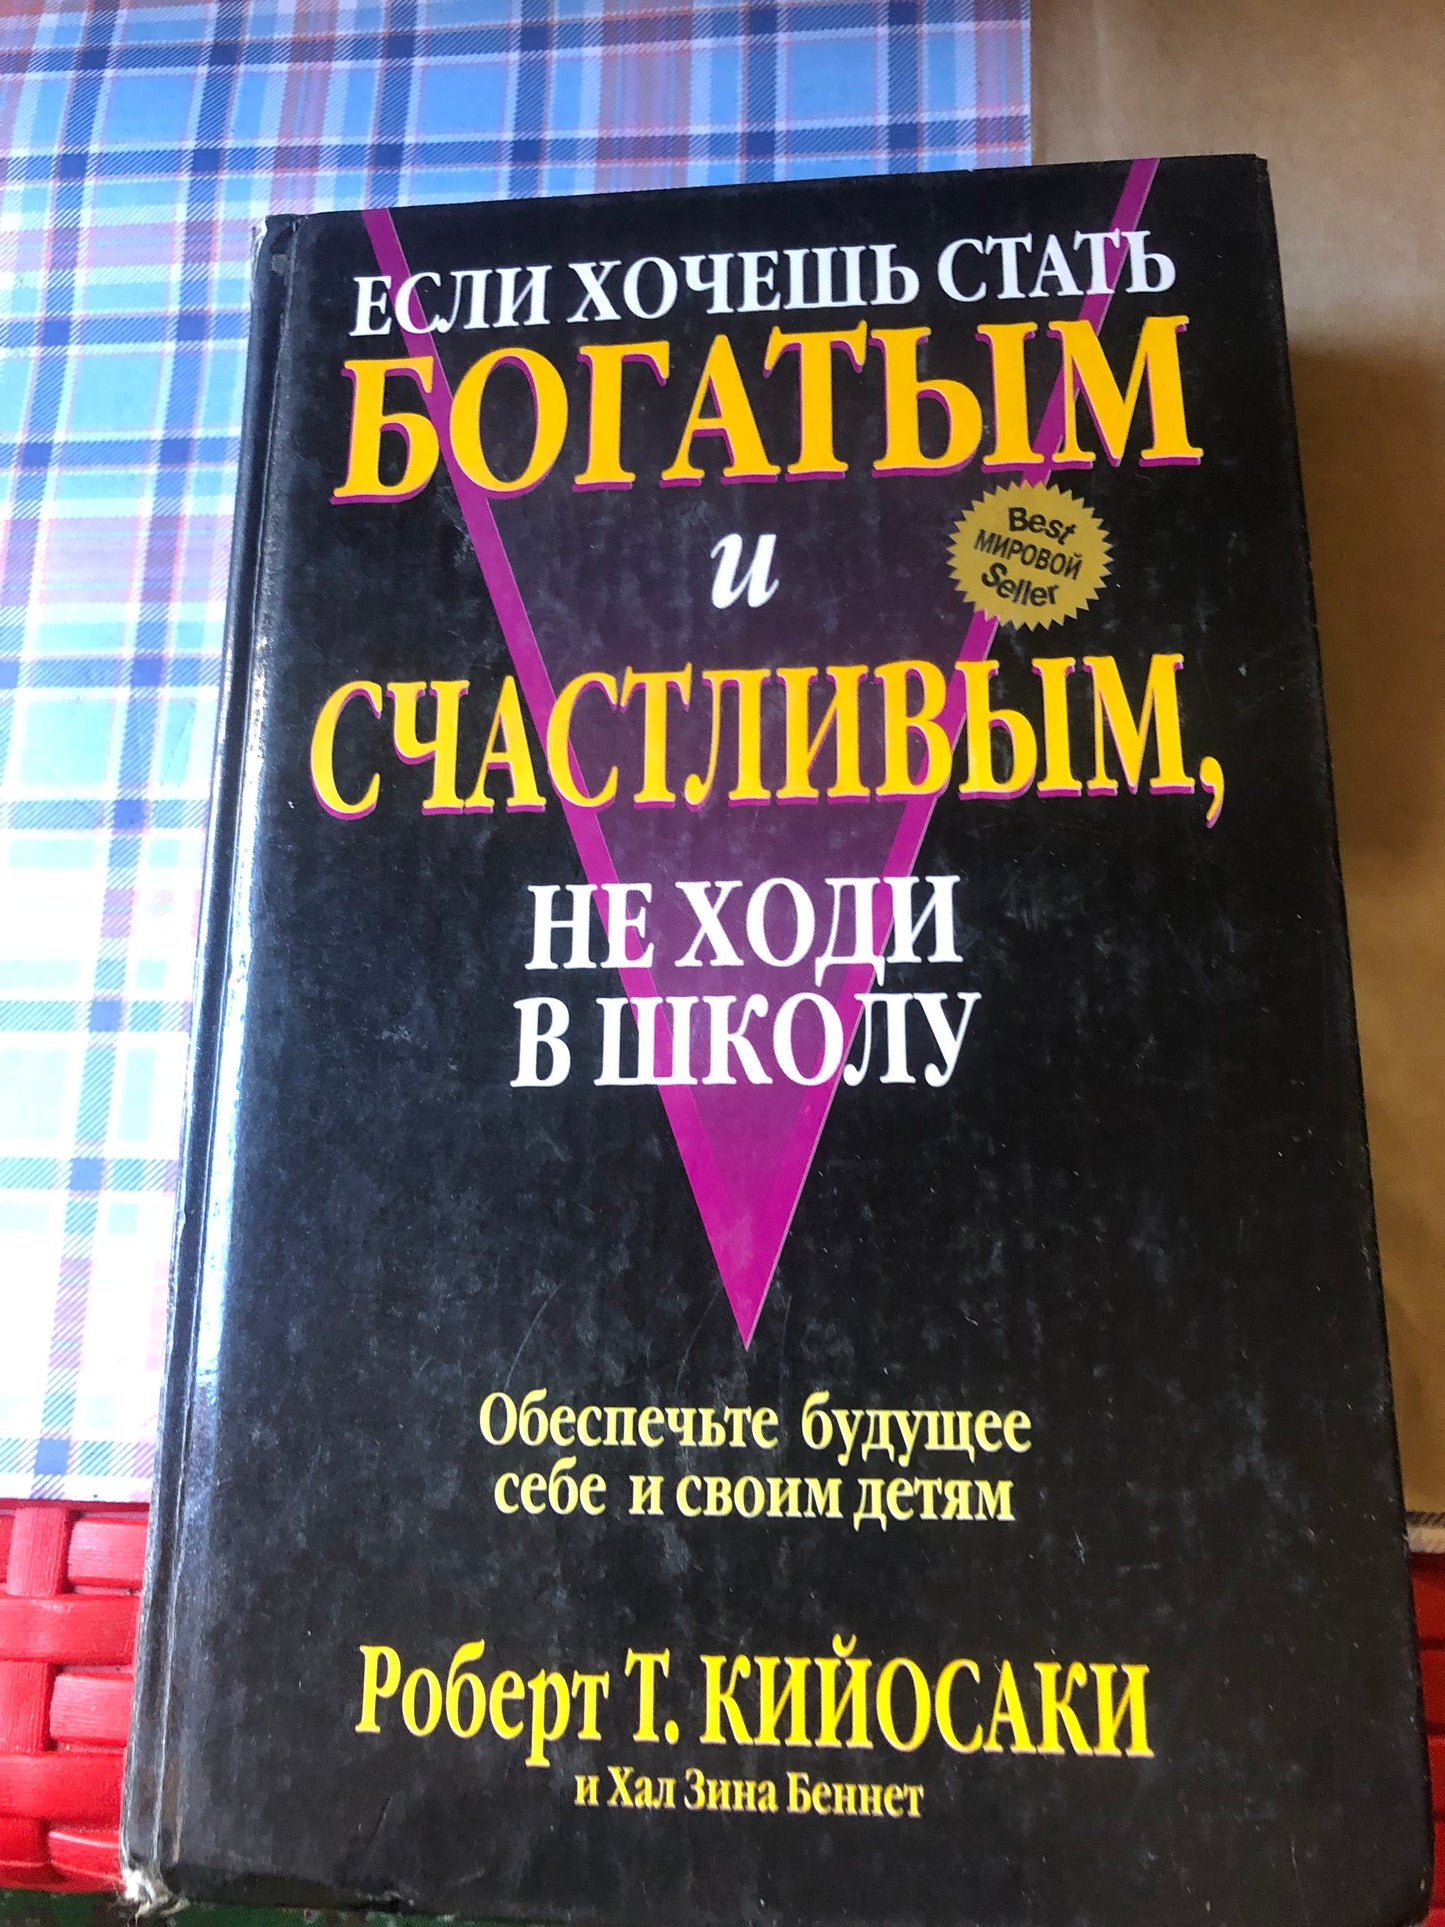 ЕСЛИ ХОЧЕШЬ СТАТЬ
БОГАТЫМ
и
Best
МИРОВОЙ
Seller
СЧАСТЛИВЫМ,
НЕ ХОДИ
В ШКОЛУ
Обеспечьте будущее
себе и своим детям
Роберт Т. КИЙОСАКИ
и Хал Зина Беннет